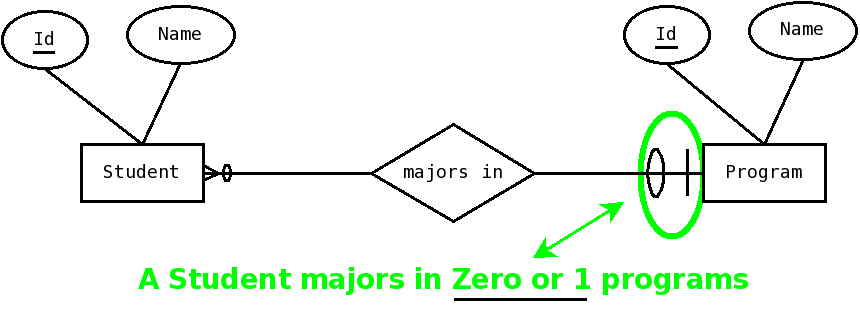 Id
Name
Id
Name
Student
majors in
Program
A Student majors in Zero or 1 programs